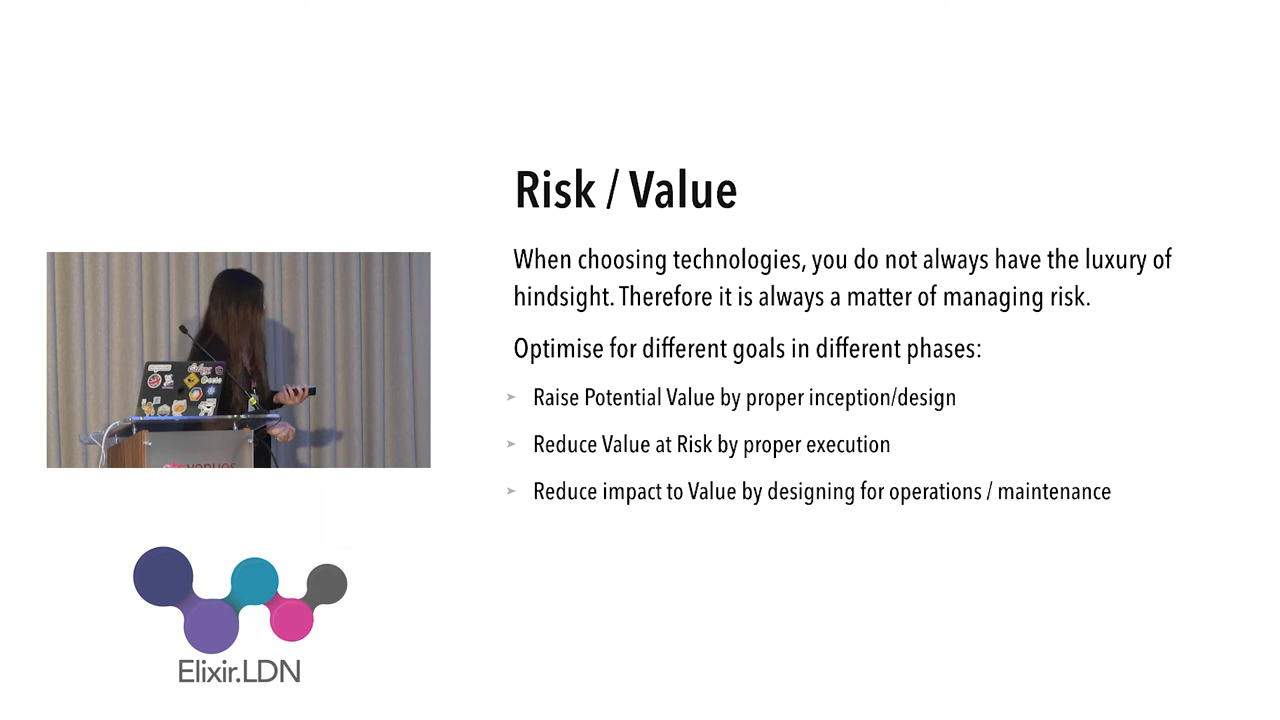 Risk / Value
When choosing technologies, you do not always have the luxury of
hindsight. Therefore it is always a matter of managing risk.
Optimise for different goals in different phases:
➤ Raise Potential Value by proper inception/design
➤ Reduce Value at Risk by proper execution
➤ Reduce impact to Value by designing for operations / maintenance
etc.venues
Elixir.LDN